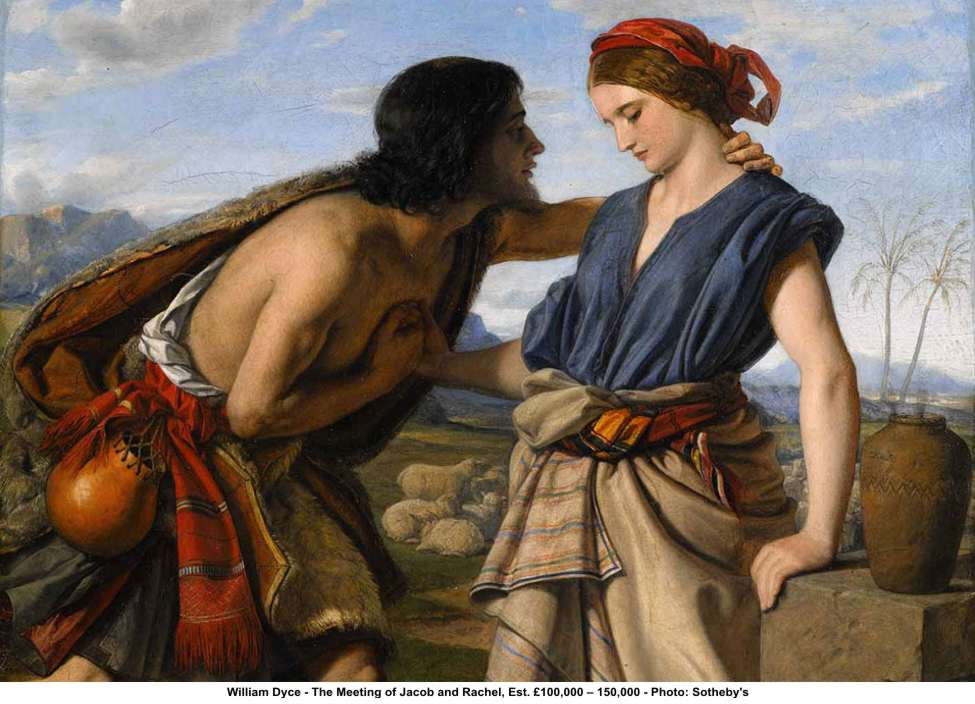 William Dyce - The Meeting of Jacob and Rachel, Est. £100,000 – 150,000 - Photo: Sotheby's